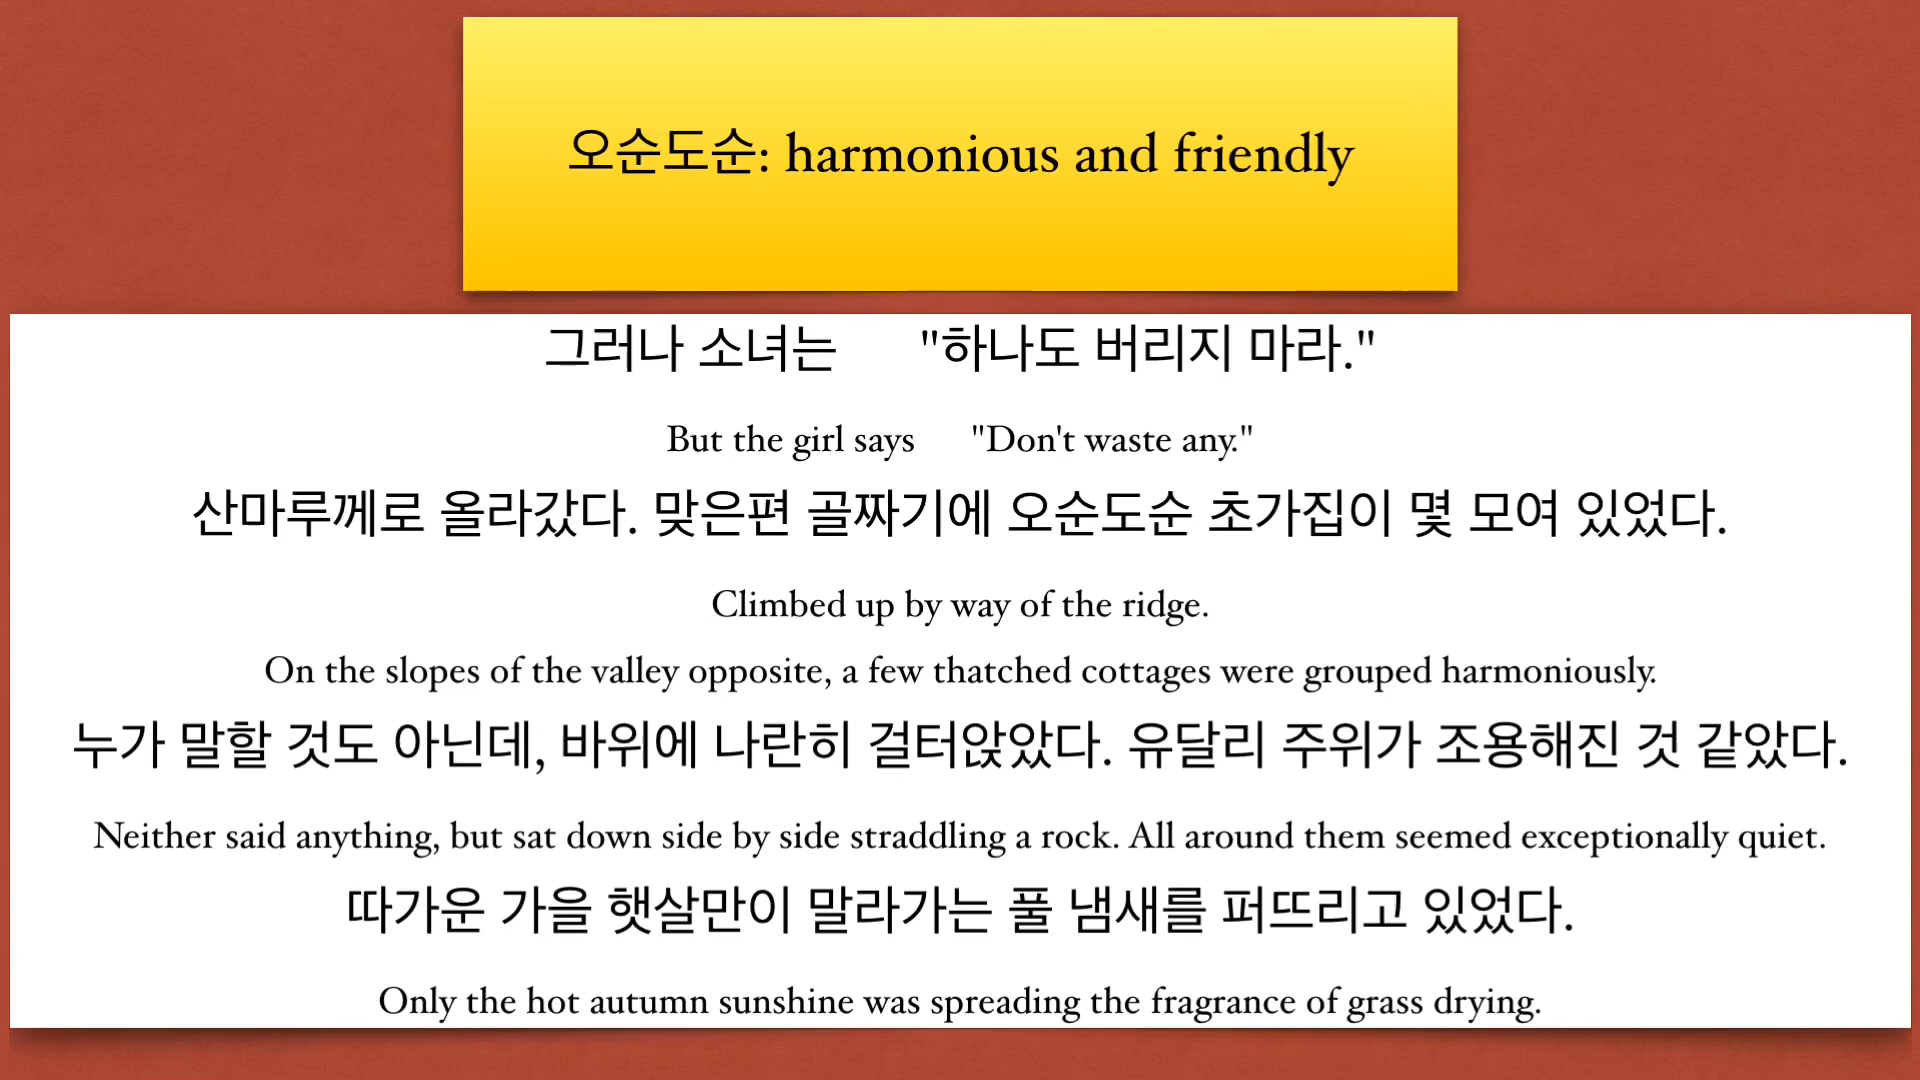 오순도순: harmonious and friendly
그러나 소녀는 "하나도 버리지 마라."
But the girl says "Don't waste any."
산마루께로 올라갔다. 맞은편 골짜기에 오순도순 초가집이 몇 모여 있었다.
Climbed up by way of the ridge.
On the slopes of the valley opposite, a few thatched cottages were grouped harmoniously.
누가 말할 것도 아닌데, 바위에 나란히 걸터앉았다. 유달리 주위가 조용해진 것 같았다.
Neither said anything, but sat down side by side straddling a rock. All around them seemed exceptionally quiet.
따가운 가을 햇살만이 말라가는 풀 냄새를 퍼뜨리고 있었다.
Only the hot autumn sunshine was spreading the fragrance of grass drying.